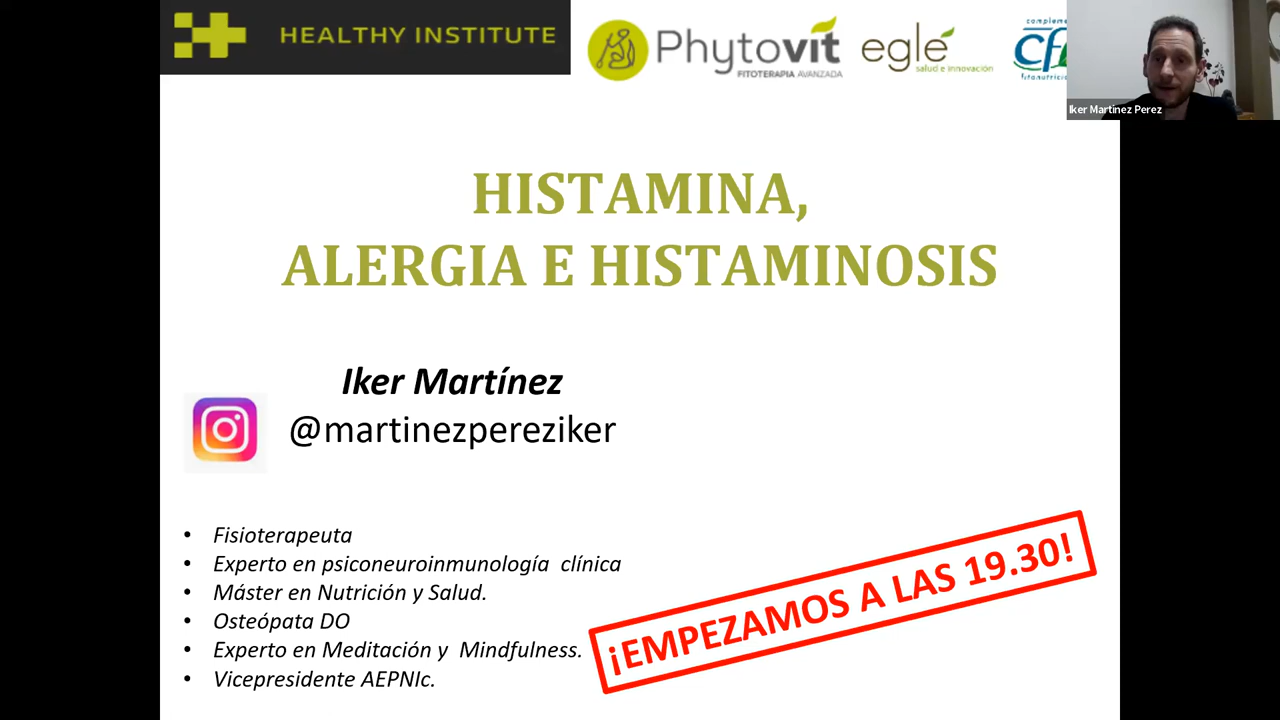 HEALTHY INSTITUTE
Phytovit
FITOTERAPIA AVANZADA
eglé
salud e innovación
Iker Martinez Perez
HISTAMINA,
ALERGIA E HISTAMINOSIS
Iker Martínez
@martinezpereziker
• Fisioterapeuta
• Experto en psiconeuroinmunología clínica
• Máster en Nutrición y Salud.
• Osteópata DO
• Experto en Meditación y Mindfulness.
• Vicepresidente AEPNIc.
¡EMPEZAMOS A LAS 19.30!